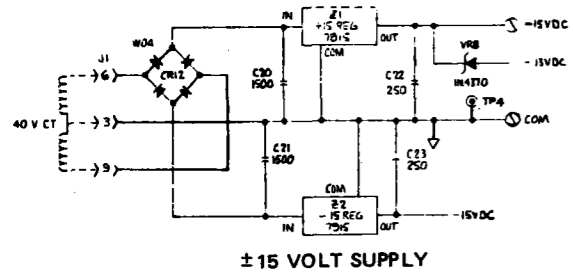 J1
W04
6
CR12
40 V CT
3
9
IN
Z1
+15 REG
7815
COM
OUT
C20
1500
C22
250
VR8
1N4370
-15VDC
-13VDC
TP4
COM
C21
1500
C23
250
COM
Z2
-15 REG
7915
IN
OUT
-15VDC
±15 VOLT SUPPLY